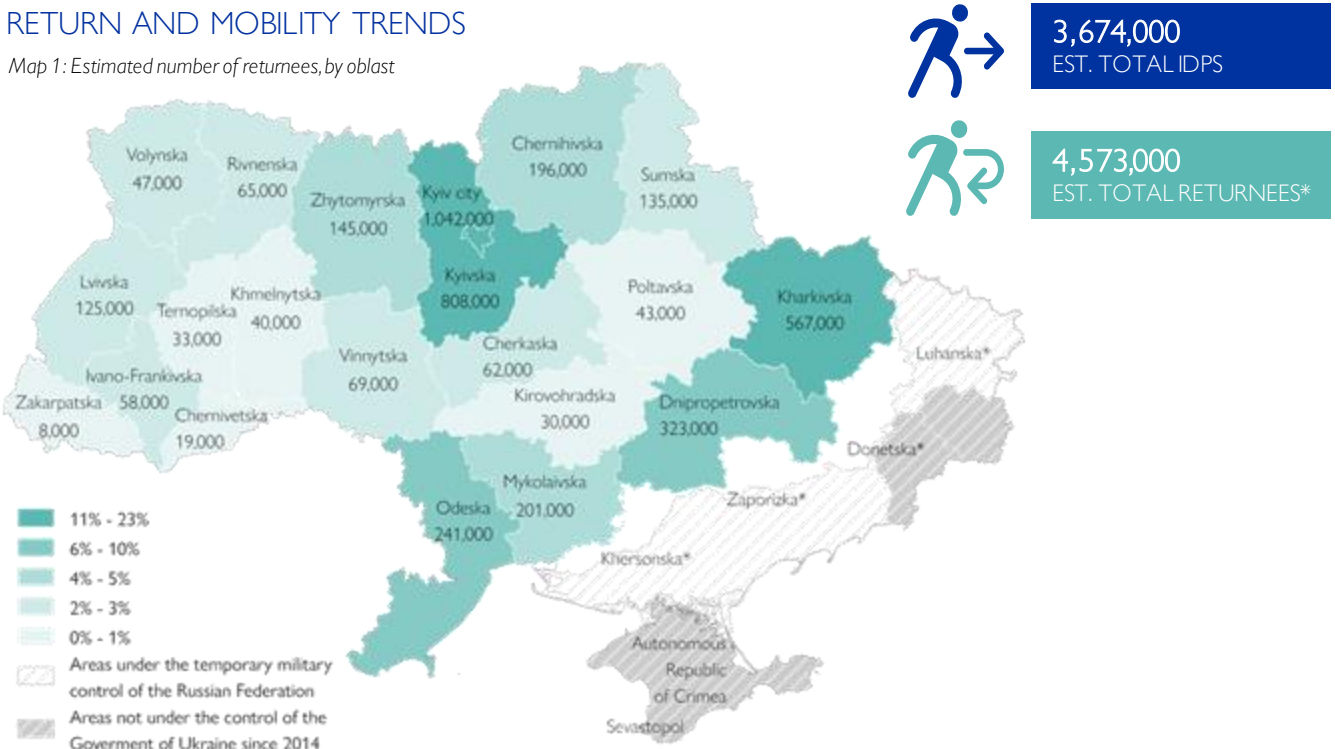 RETURN AND MOBILITY TRENDS
Map 1: Estimated number of returnees, by oblast
3,674,000
EST. TOTAL IDPS
4,573,000
EST. TOTAL RETURNEES*
Volynska
47,000
Rivnenska
65,000
Zhytomyrska
145,000
Kyiv city
1,042,000
Chernihivska
196,000
Sumska
135,000
Lvivska
125,000
Ternopilska
33,000
Khmelnytska
40,000
Kyivska
808,000
Poltavska
43,000
Kharkivska
567,000
Luhanska*
Vinnytska
69,000
Cherkaska
62,000
Ivano-Frankivska
58,000
Zakarpatska
8,000
Chernivetska
19,000
Kirovohradska
30,000
Dnipropetrovska
323,000
Donetska*
Odeska
241,000
Mykolaivska
201,000
Zaporizka*
Khersonska*
Autonomous
Republic
of Crimea
Sevastopol
11% - 23%
6% - 10%
4% - 5%
2% - 3%
0% - 1%
Areas under the temporary military
control of the Russian Federation
Areas not under the control of the
Goverment of Ukraine since 2014